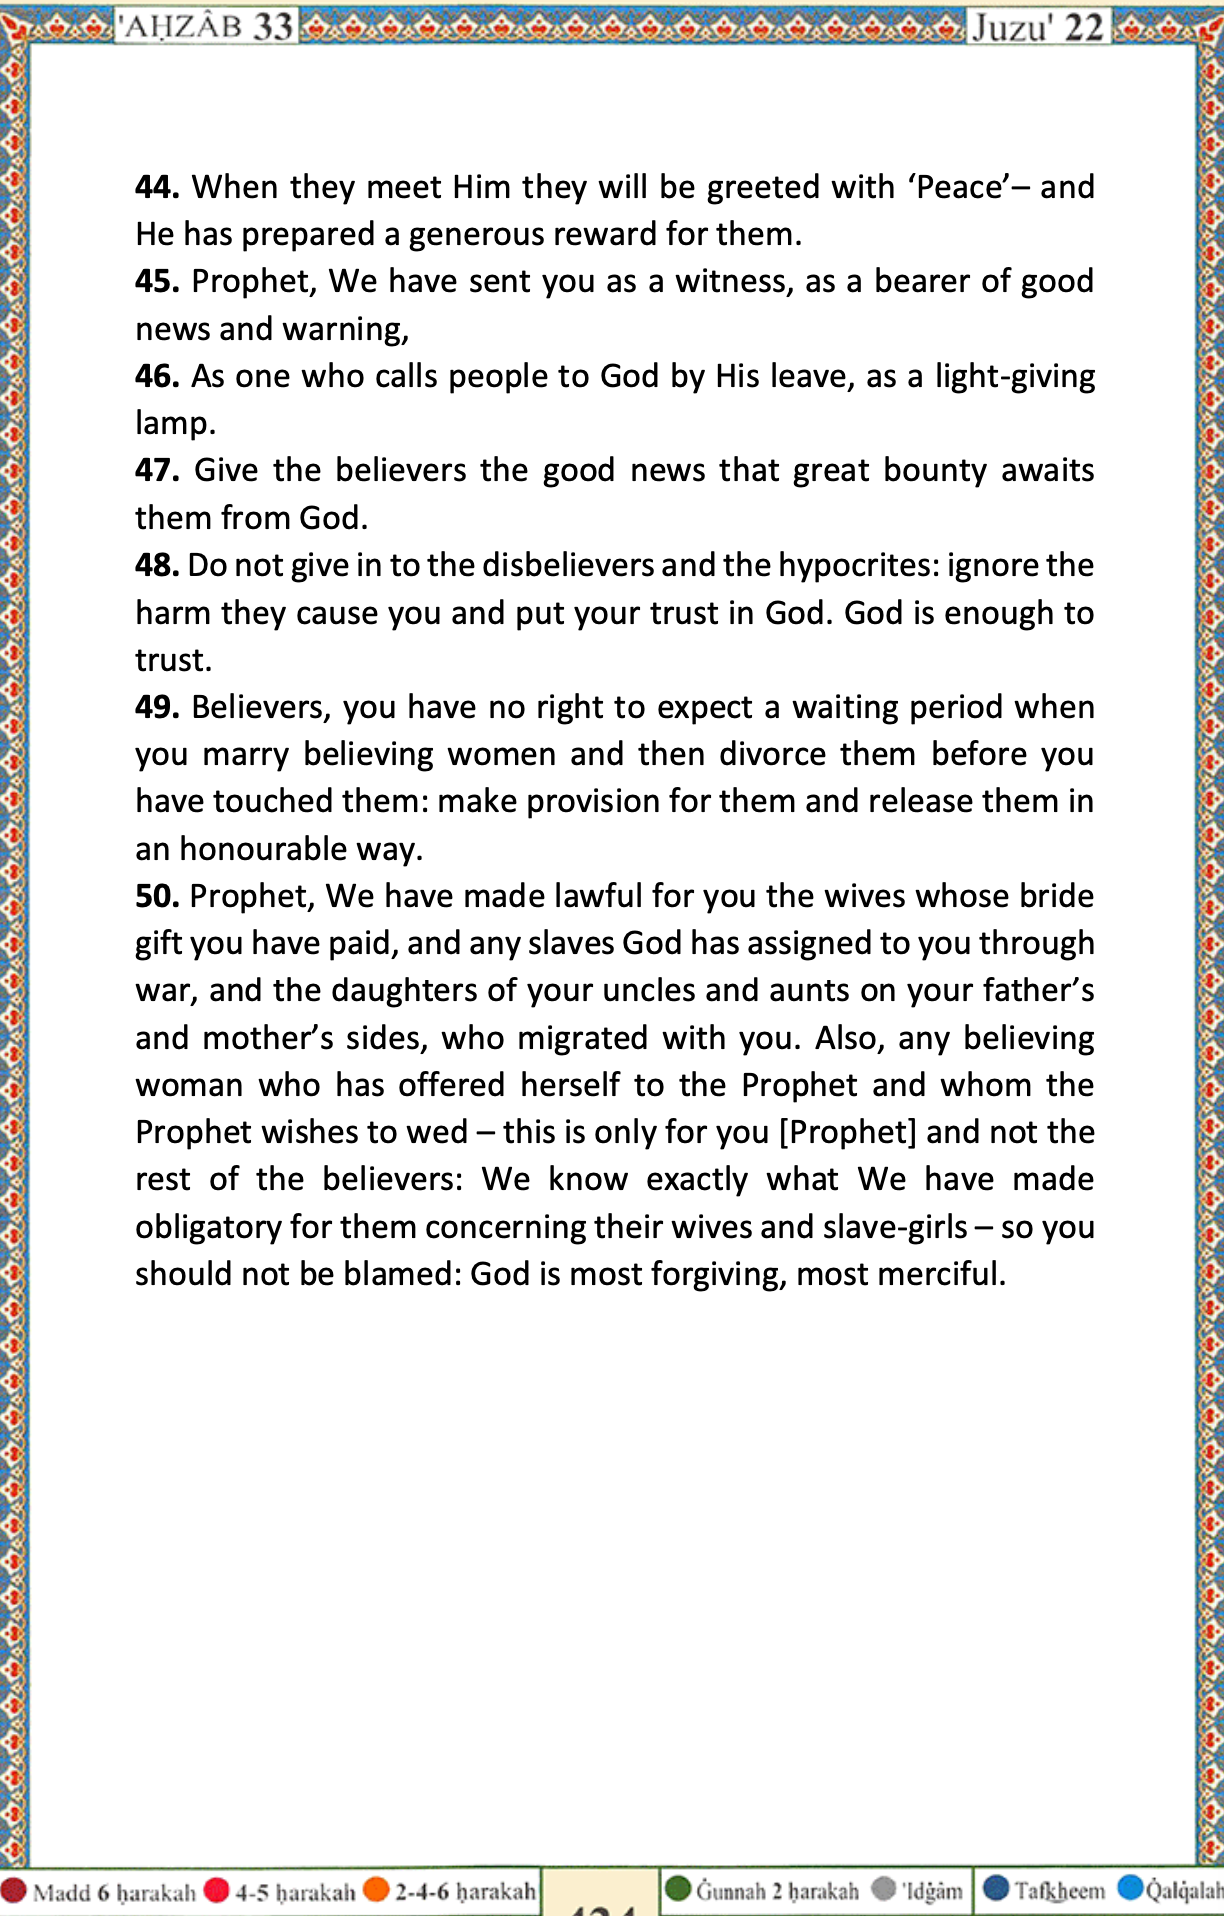 'AḤZÂB 33
Juzu' 22
44. When they meet Him they will be greeted with ‘Peace’– and
He has prepared a generous reward for them.
45. Prophet, We have sent you as a witness, as a bearer of good
news and warning,
46. As one who calls people to God by His leave, as a light-giving
lamp.
47. Give the believers the good news that great bounty awaits
them from God.
48. Do not give in to the disbelievers and the hypocrites: ignore the
harm they cause you and put your trust in God. God is enough to
trust.
49. Believers, you have no right to expect a waiting period when
you marry believing women and then divorce them before you
have touched them: make provision for them and release them in
an honourable way.
50. Prophet, We have made lawful for you the wives whose bride
gift you have paid, and any slaves God has assigned to you through
war, and the daughters of your uncles and aunts on your father’s
and mother’s sides, who migrated with you. Also, any believing
woman who has offered herself to the Prophet and whom the
Prophet wishes to wed – this is only for you [Prophet] and not the
rest of the believers: We know exactly what We have made
obligatory for them concerning their wives and slave-girls – so you
should not be blamed: God is most forgiving, most merciful.
Madd 6 ḥarakah 4-5 ḥarakah 2-4-6 ḥarakah
Ġunnah 2 ḥarakah 'Idġâm Tafkheem Q̇alq̇alah